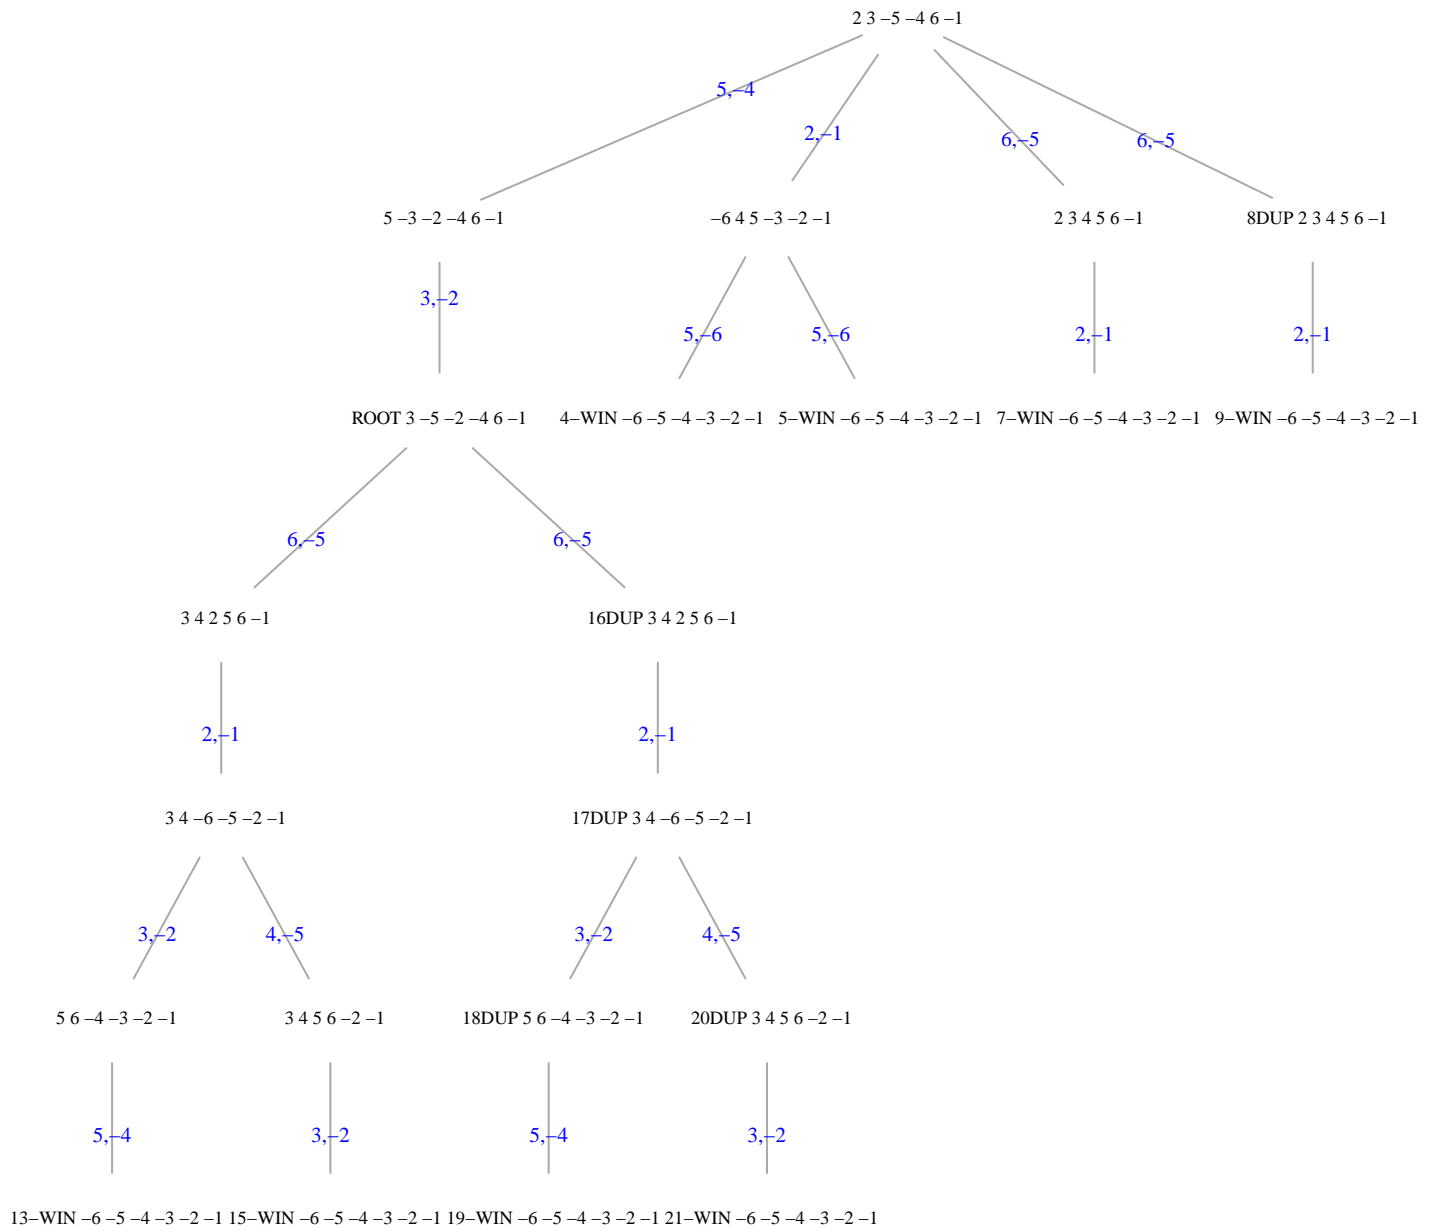 2 3 –5 –4 6 –1
5,–4
2,–1
6,–5
6,–5
5 –3 –2 –4 6 –1
–6 4 5 –3 –2 –1
2 3 4 5 6 –1
8DUP 2 3 4 5 6 –1
3,–2
5,–6
5,–6
2,–1
2,–1
ROOT 3 –5 –2 –4 6 –1
4–WIN –6 –5 –4 –3 –2 –1
5–WIN –6 –5 –4 –3 –2 –1
7–WIN –6 –5 –4 –3 –2 –1
9–WIN –6 –5 –4 –3 –2 –1
6,–5
6,–5
3 4 2 5 6 –1
16DUP 3 4 2 5 6 –1
2,–1
2,–1
3 4 –6 –5 –2 –1
17DUP 3 4 –6 –5 –2 –1
3,–2
4,–5
3,–2
4,–5
5 6 –4 –3 –2 –1
3 4 5 6 –2 –1
18DUP 5 6 –4 –3 –2 –1
20DUP 3 4 5 6 –2 –1
5,–4
3,–2
5,–4
3,–2
13–WIN –6 –5 –4 –3 –2 –1
15–WIN –6 –5 –4 –3 –2 –1
19–WIN –6 –5 –4 –3 –2 –1
21–WIN –6 –5 –4 –3 –2 –1